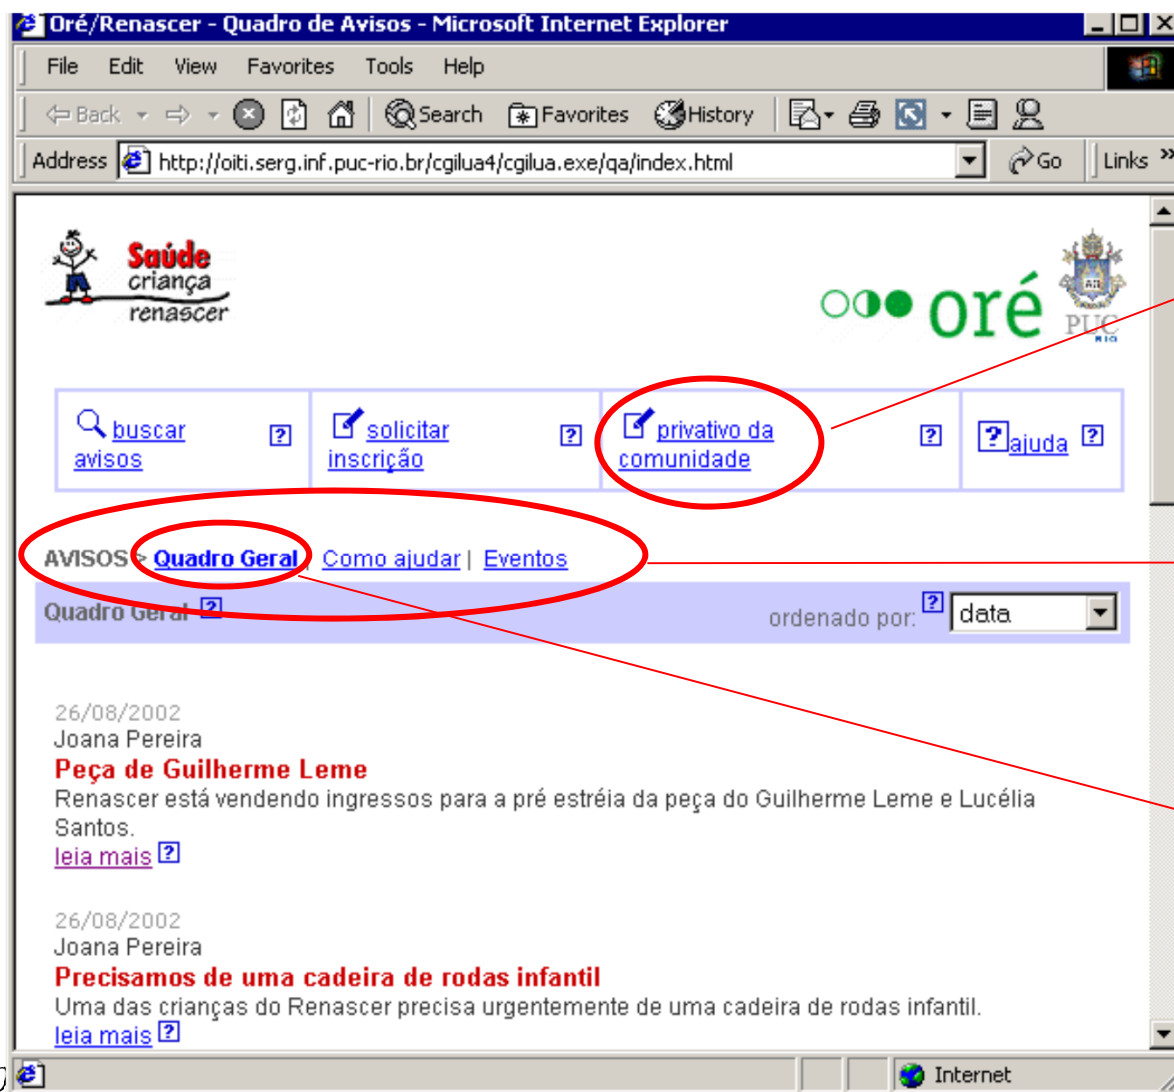 Oré/Renascer - Quadro de Avisos - Microsoft Internet Explorer
File Edit View Favorites Tools Help
Back Search Favorites History
Address http://oiti.serg.inf.puc-rio.br/cgilua4/cgilua.exe/qa/index.html Go Links »
Saúde
criança
renascer
oré
PUC
RIO
buscar avisos ?
solicitar inscrição ?
privativo da comunidade ?
? ajuda ?
AVISOS > Quadro Geral | Como ajudar | Eventos
Quadro Geral ? ordenado por: ? data
26/08/2002
Joana Pereira
Peça de Guilherme Leme
Renascer está vendendo ingressos para a pré estréia da peça do Guilherme Leme e Lucélia
Santos.
leia mais ?
26/08/2002
Joana Pereira
Precisamos de uma cadeira de rodas infantil
Uma das crianças do Renascer precisa urgentemente de uma cadeira de rodas infantil.
leia mais ?
Internet